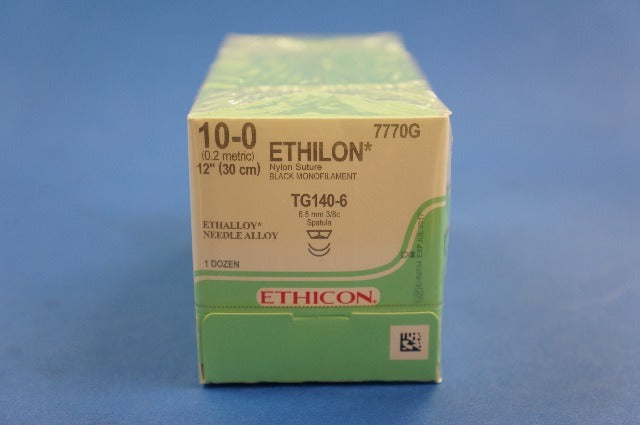 10-0
(0.2 metric)
12" (30 cm)
ETHILON*
Nylon Suture
BLACK MONOFILAMENT
7770G
TG140-6
6.5 mm 3/8c
Spatula
ETHALLOY*
NEEDLE ALLOY
1 DOZEN
ETHICON®